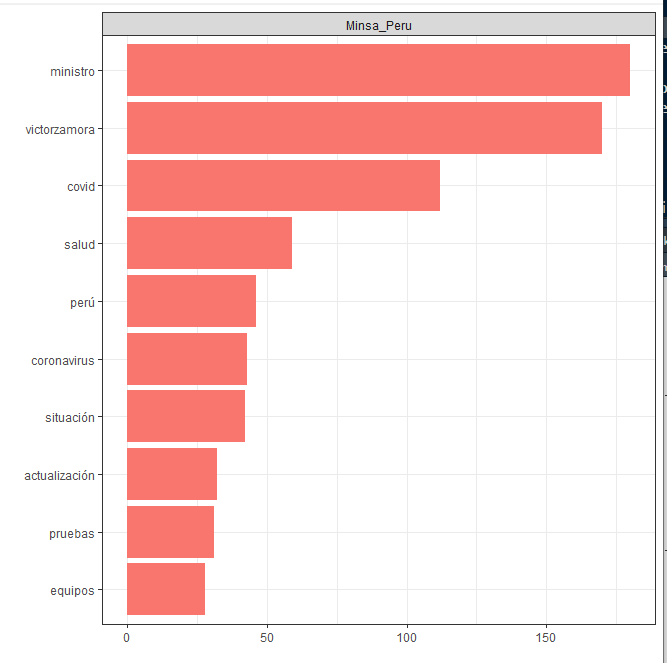 Minsa_Peru
ministro
victorzamora
covid
salud
perú
coronavirus
situación
actualización
pruebas
equipos
0 50 100 150